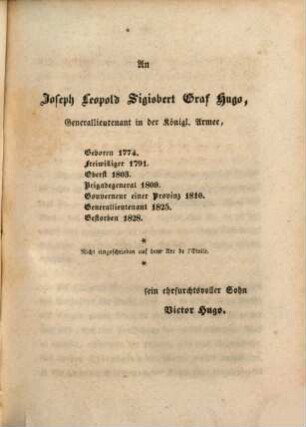 An
Joseph Leopold Sigisbert Graf Hugo,
Generallieutenant in der Königl. Armee,
Geboren 1774.
Freiwilliger 1791.
Oberst 1803.
Brigadegeneral 1809.
Gouverneur einer Provinz 1810.
Generallieutenant 1825.
Gestorben 1828.
*
Nicht eingeschrieben auf dem Arc de l'Etoile.
*
sein ehrfurchtsvoller Sohn
Victor Hugo.